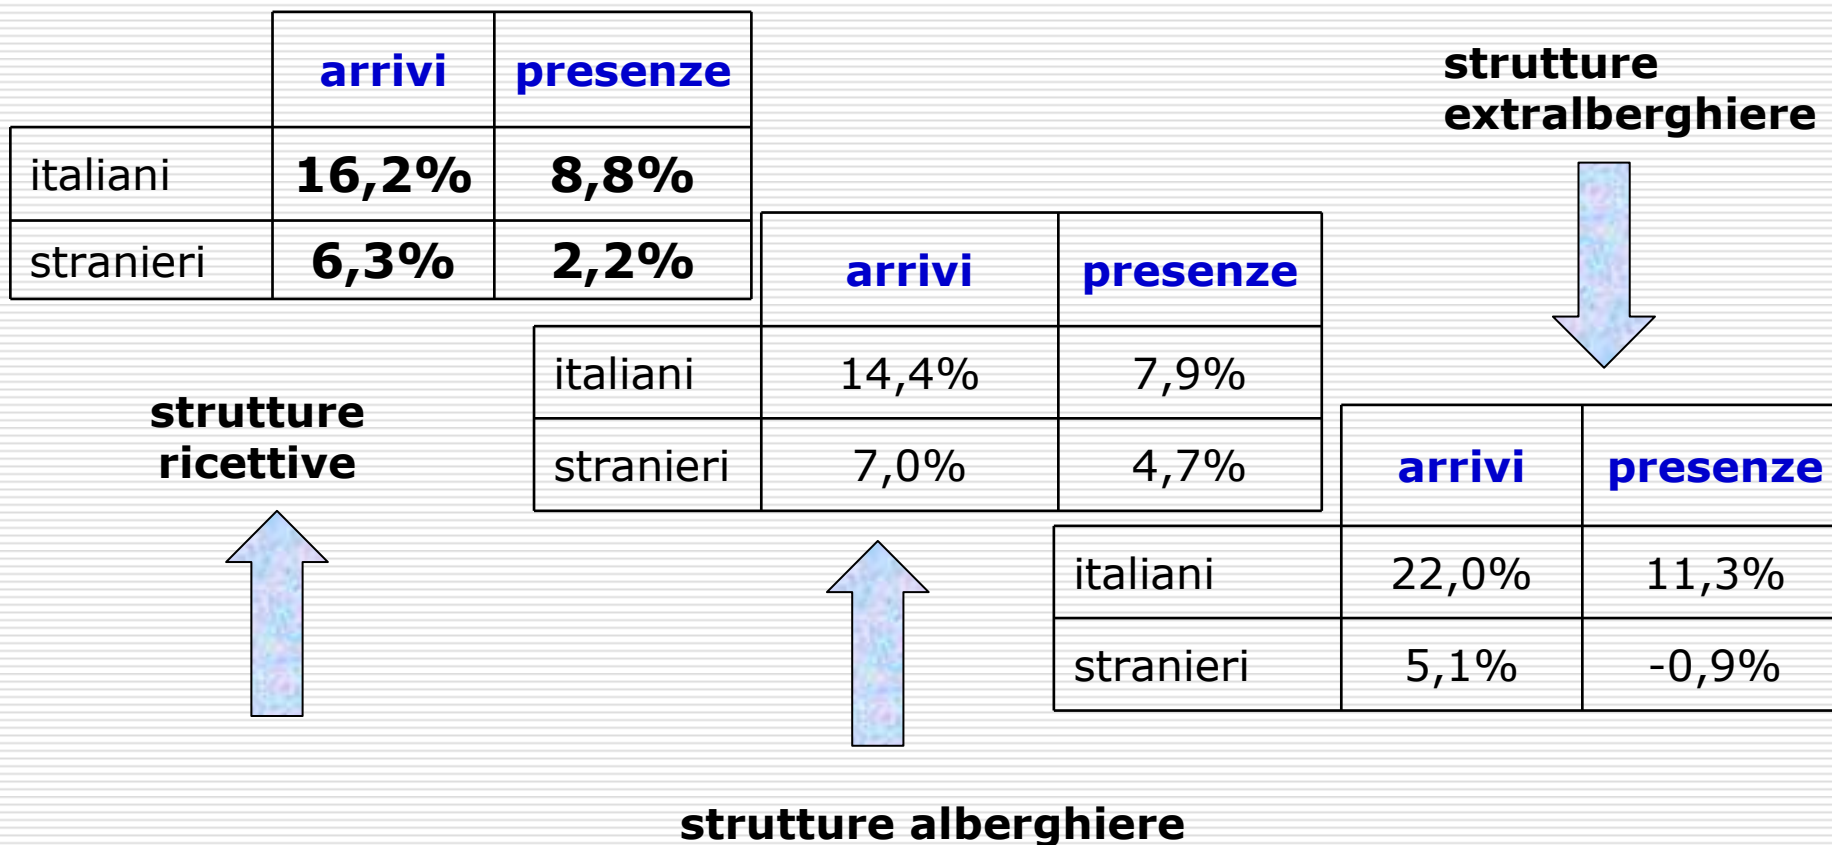 arrivi presenze
italiani 16,2% 8,8%
stranieri 6,3% 2,2%
strutture
ricettive
arrivi presenze
italiani 14,4% 7,9%
stranieri 7,0% 4,7%
strutture alberghiere
strutture
extralberghiere
arrivi presenze
italiani 22,0% 11,3%
stranieri 5,1% -0,9%